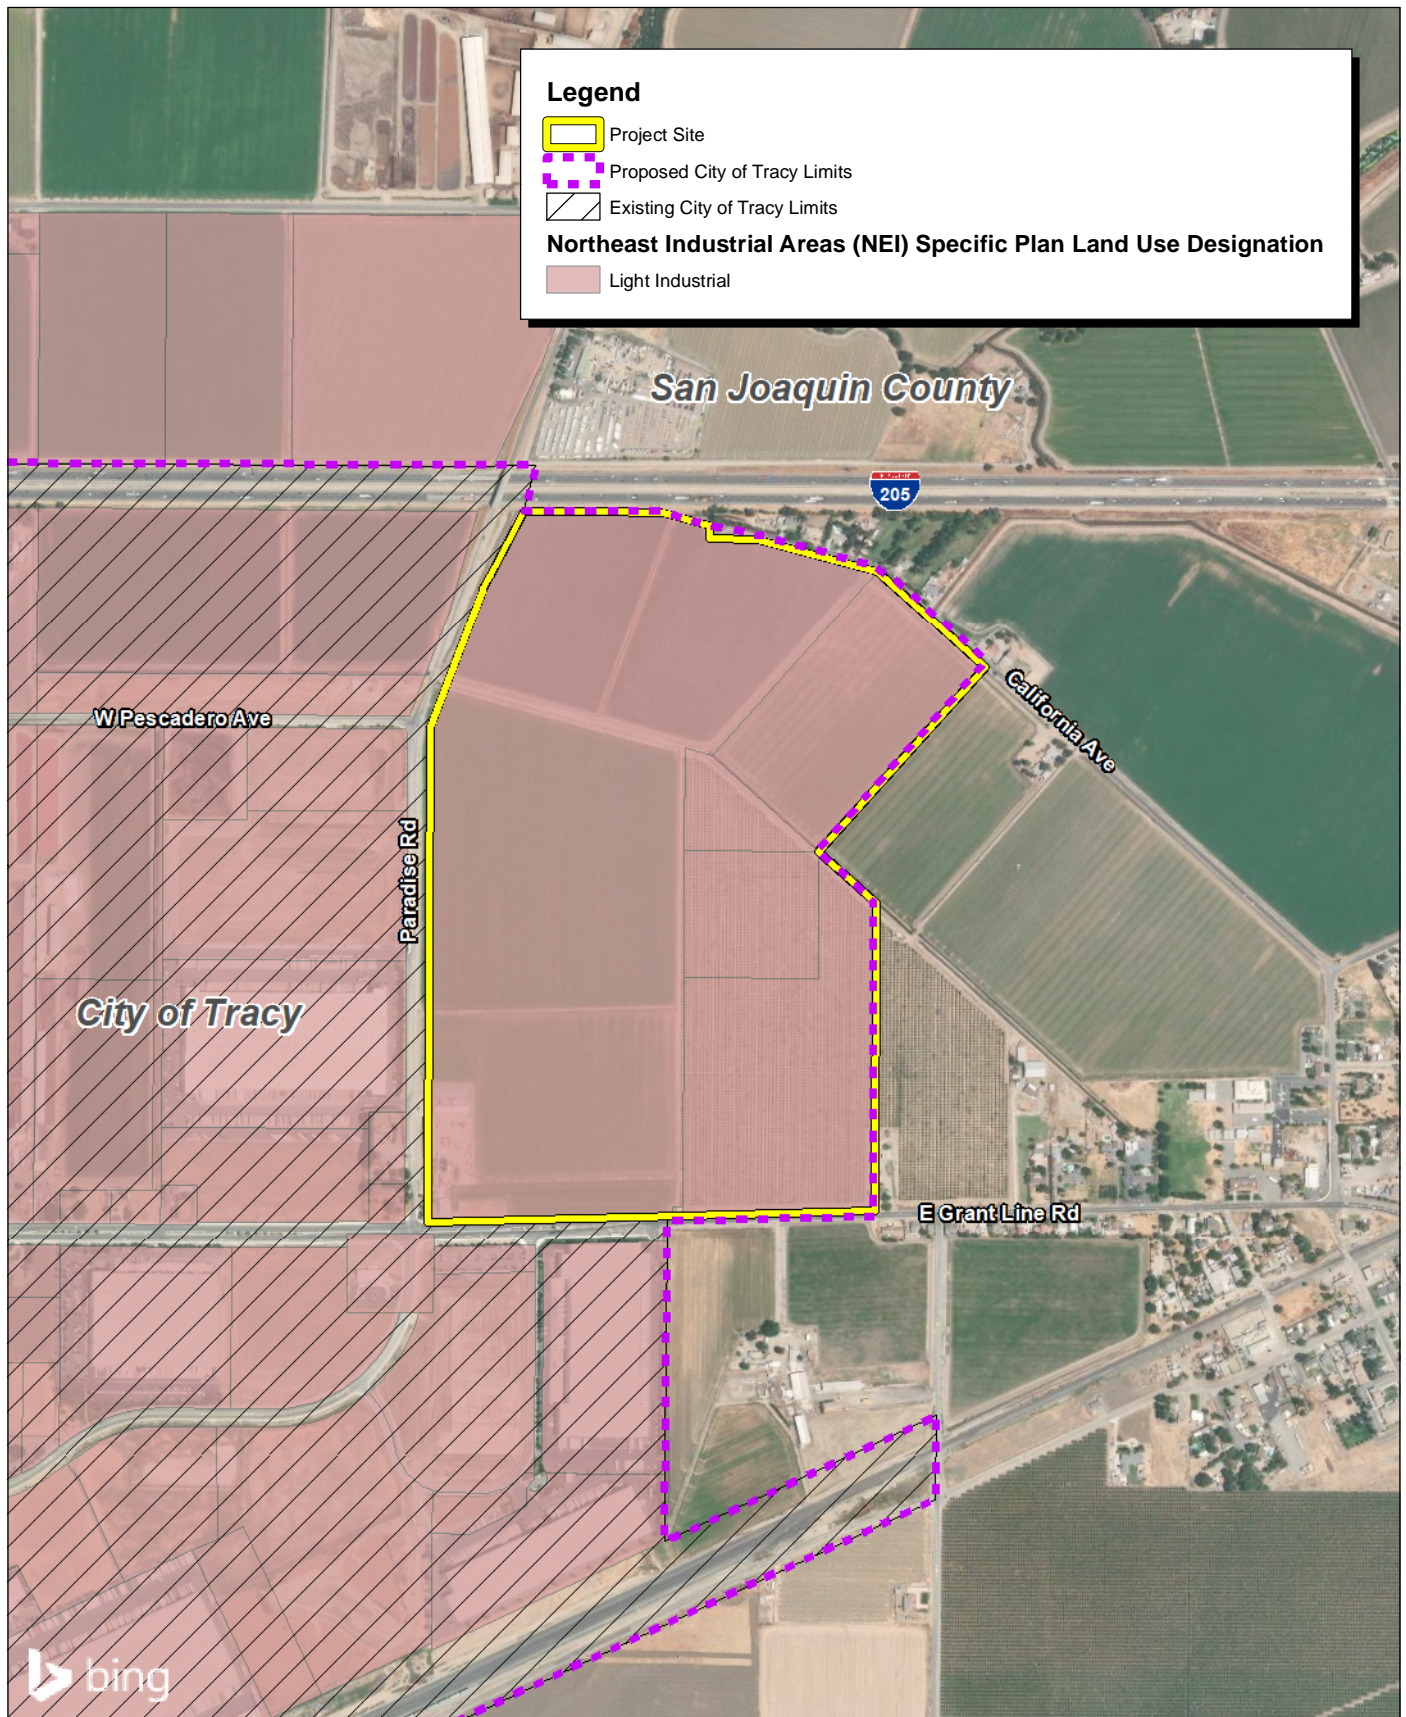 Legend
Project Site
Proposed City of Tracy Limits
Existing City of Tracy Limits
Northeast Industrial Areas (NEI) Specific Plan Land Use Designation
Light Industrial
San Joaquin County
205
California Ave
W Pescadero Ave
Paradise Rd
City of Tracy
E Grant Line Rd
bing